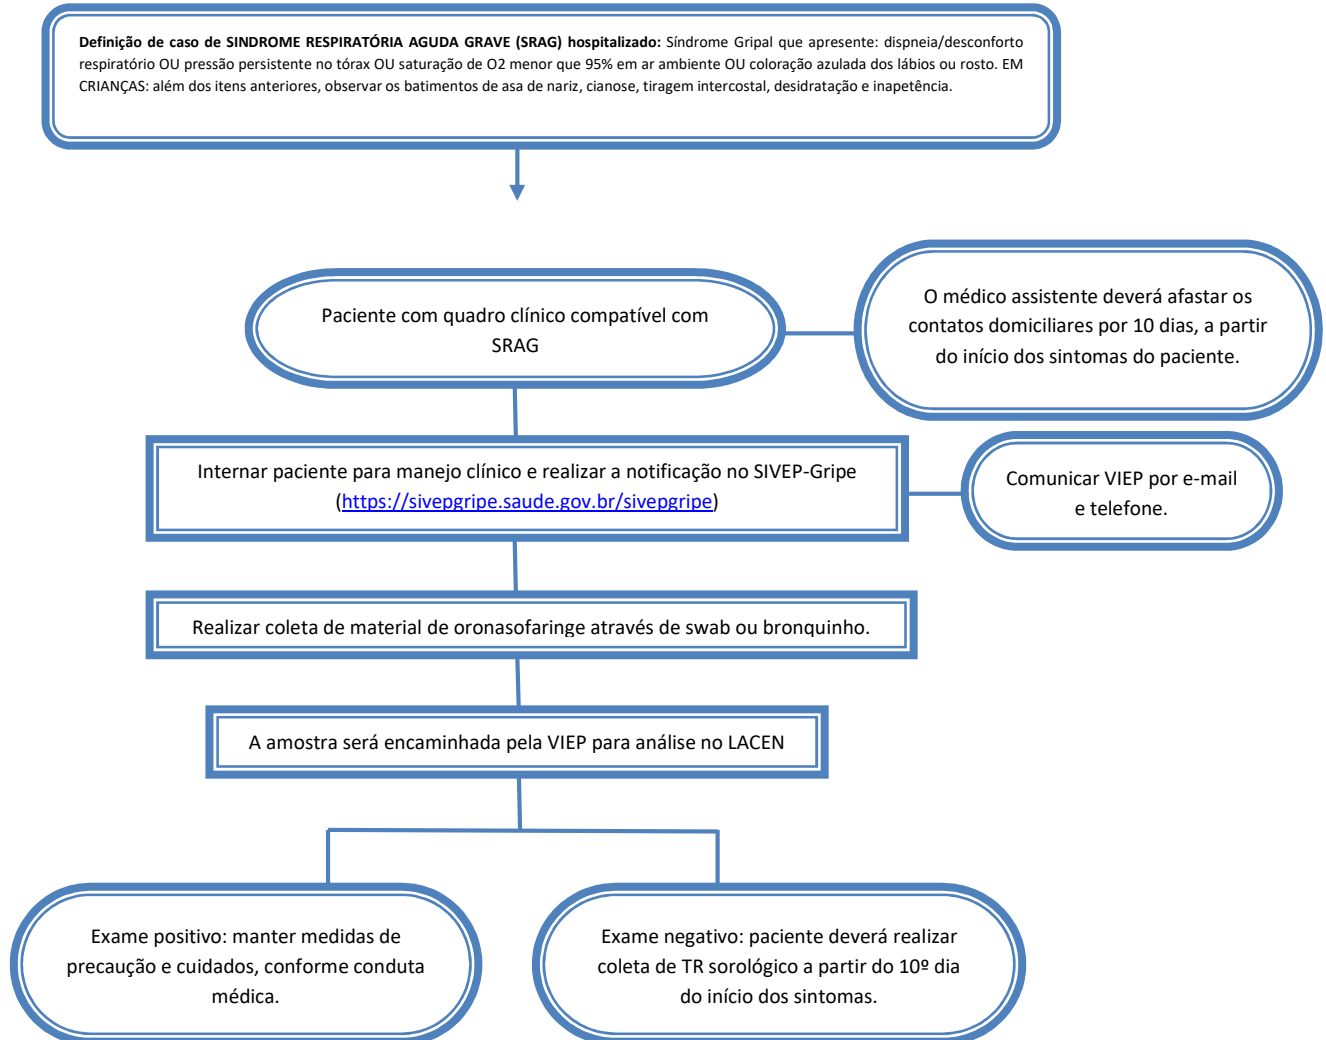 Definição de caso de SINDROME RESPIRATÓRIA AGUDA GRAVE (SRAG) hospitalizado: Síndrome Gripal que apresente: dispneia/desconforto
respiratório OU pressão persistente no tórax OU saturação de O2 menor que 95% em ar ambiente OU coloração azulada dos lábios ou rosto. EM
CRIANÇAS: além dos itens anteriores, observar os batimentos de asa de nariz, cianose, tiragem intercostal, desidratação e inapetência.
Paciente com quadro clínico compatível com
SRAG
O médico assistente deverá afastar os
contatos domiciliares por 10 dias, a partir
do início dos sintomas do paciente.
Internar paciente para manejo clínico e realizar a notificação no SIVEP-Gripe
(https://sivepgripe.saude.gov.br/sivepgripe)
Comunicar VIEP por e-mail
e telefone.
Realizar coleta de material de oronasofaringe através de swab ou bronquinho.
A amostra será encaminhada pela VIEP para análise no LACEN
Exame positivo: manter medidas de
precaução e cuidados, conforme conduta
médica.
Exame negativo: paciente deverá realizar
coleta de TR sorológico a partir do 10º dia
do início dos sintomas.